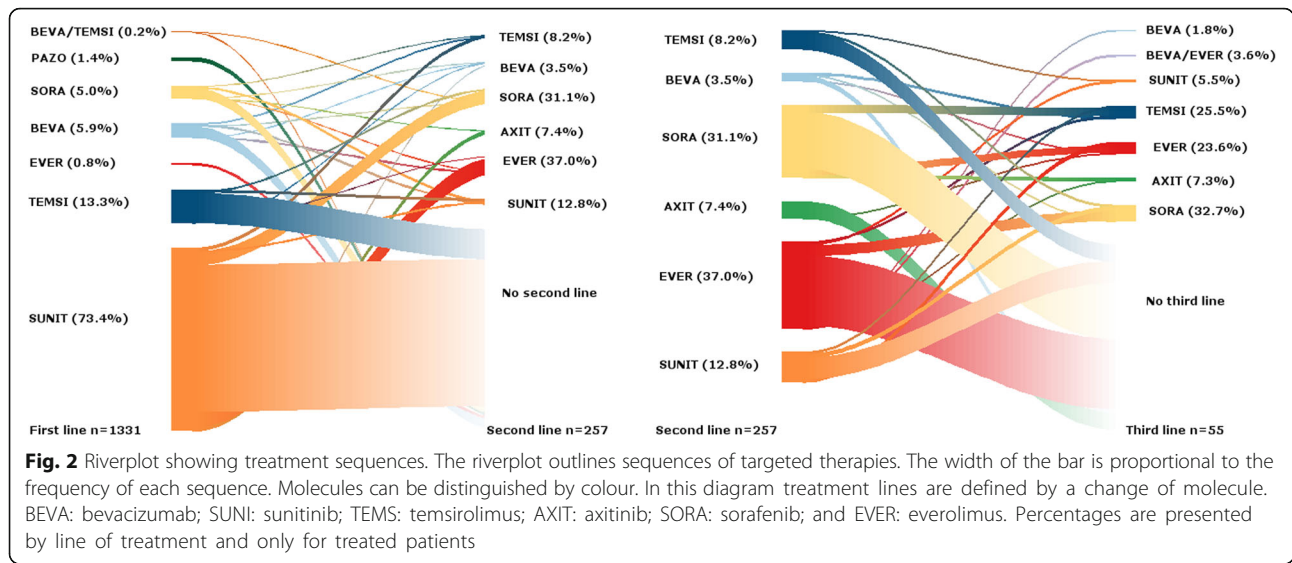 BEVA/TEMSI (0.2%)
PAZO (1.4%)
SORA (5.0%)
BEVA (5.9%)
EVER (0.8%)
TEMSI (13.3%)
SUNIT (73.4%)
First line n=1331
TEMSI (8.2%)
BEVA (3.5%)
SORA (31.1%)
AXIT (7.4%)
EVER (37.0%)
SUNIT (12.8%)
No second line
Second line n=257
TEMSI (8.2%)
BEVA (3.5%)
SORA (31.1%)
AXIT (7.4%)
EVER (37.0%)
SUNIT (12.8%)
Second line n=257
BEVA (1.8%)
BEVA/EVER (3.6%)
SUNIT (5.5%)
TEMSI (25.5%)
EVER (23.6%)
AXIT (7.3%)
SORA (32.7%)
No third line
Third line n=55
Fig. 2 Riverplot showing treatment sequences. The riverplot outlines sequences of targeted therapies. The width of the bar is proportional to the
frequency of each sequence. Molecules can be distinguished by colour. In this diagram treatment lines are defined by a change of molecule.
BEVA: bevacizumab; SUNI: sunitinib; TEMS: temsirolimus; AXIT: axitinib; SORA: sorafenib; and EVER: everolimus. Percentages are presented
by line of treatment and only for treated patients